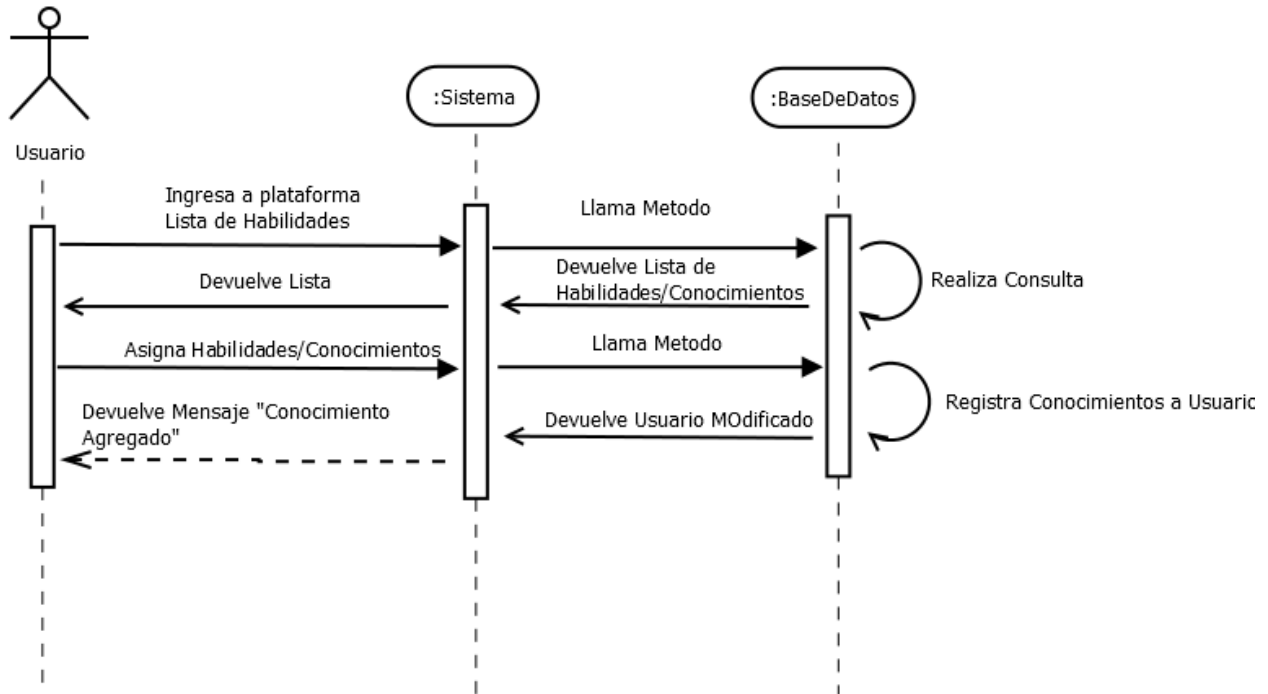 :Sistema
:BaseDeDatos
Usuario
Ingresa a plataforma
Lista de Habilidades
Llama Metodo
Devuelve Lista de
Habilidades/Conocimientos
Realiza Consulta
Devuelve Lista
Asigna Habilidades/Conocimientos
Llama Metodo
Registra Conocimientos a Usuario
Devuelve Mensaje "Conocimiento
Agregado"
Devuelve Usuario MOdificado